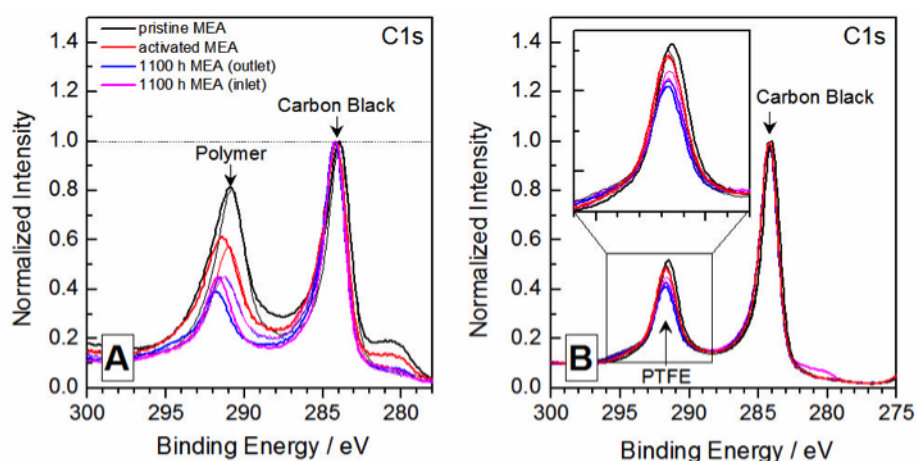 C1s
pristine MEA
activated MEA
1100 h MEA (outlet)
1100 h MEA (inlet)
Carbon Black
Polymer
A
Normalized Intensity
0.0
0.2
0.4
0.6
0.8
1.0
1.2
1.4
300
295
290
285
280
Binding Energy / eV
C1s
Carbon Black
PTFE
B
Normalized Intensity
0.0
0.2
0.4
0.6
0.8
1.0
1.2
1.4
300
295
290
285
280
275
Binding Energy / eV